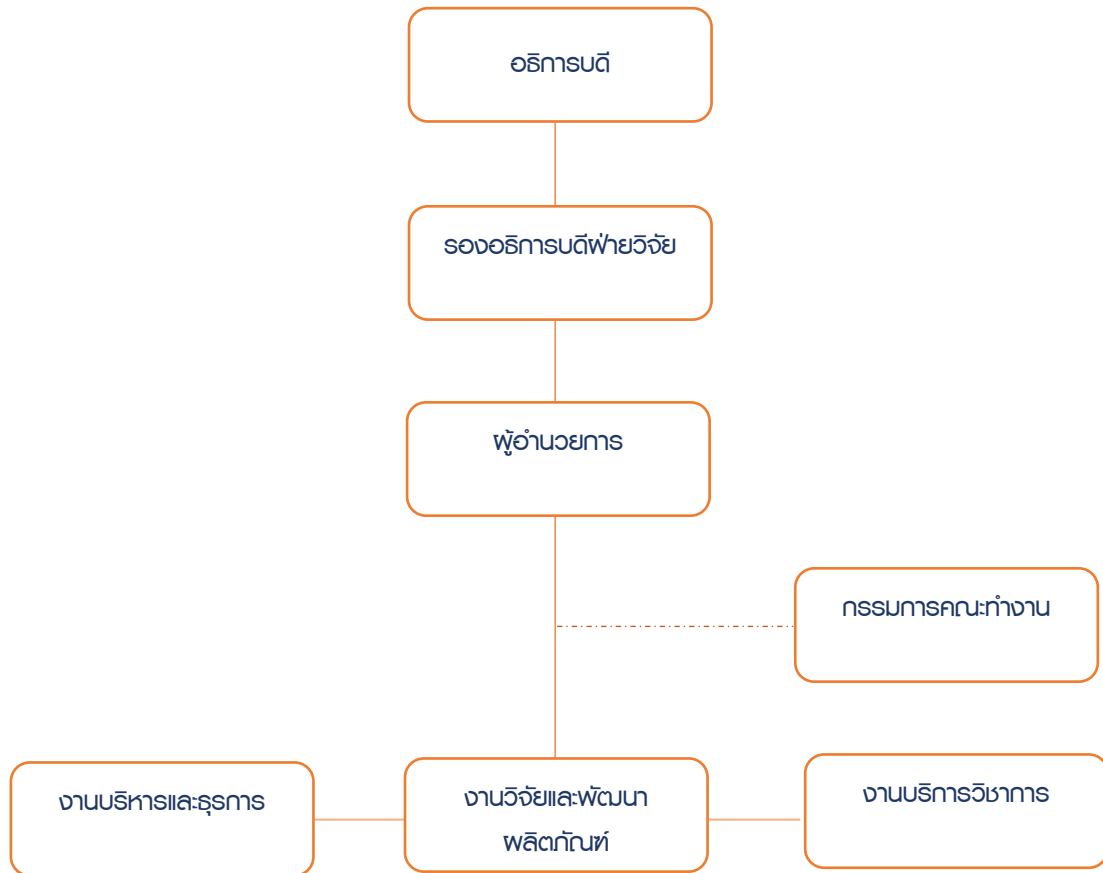 อธิการบดี
รองอธิการบดีฝ่ายวิจัย
ผู้อำนวยการ
กรรมการคณะทำงาน
งานบริหารและธุรการ
งานวิจัยและพัฒนา
ผลิตภัณฑ์
งานบริการวิชาการ